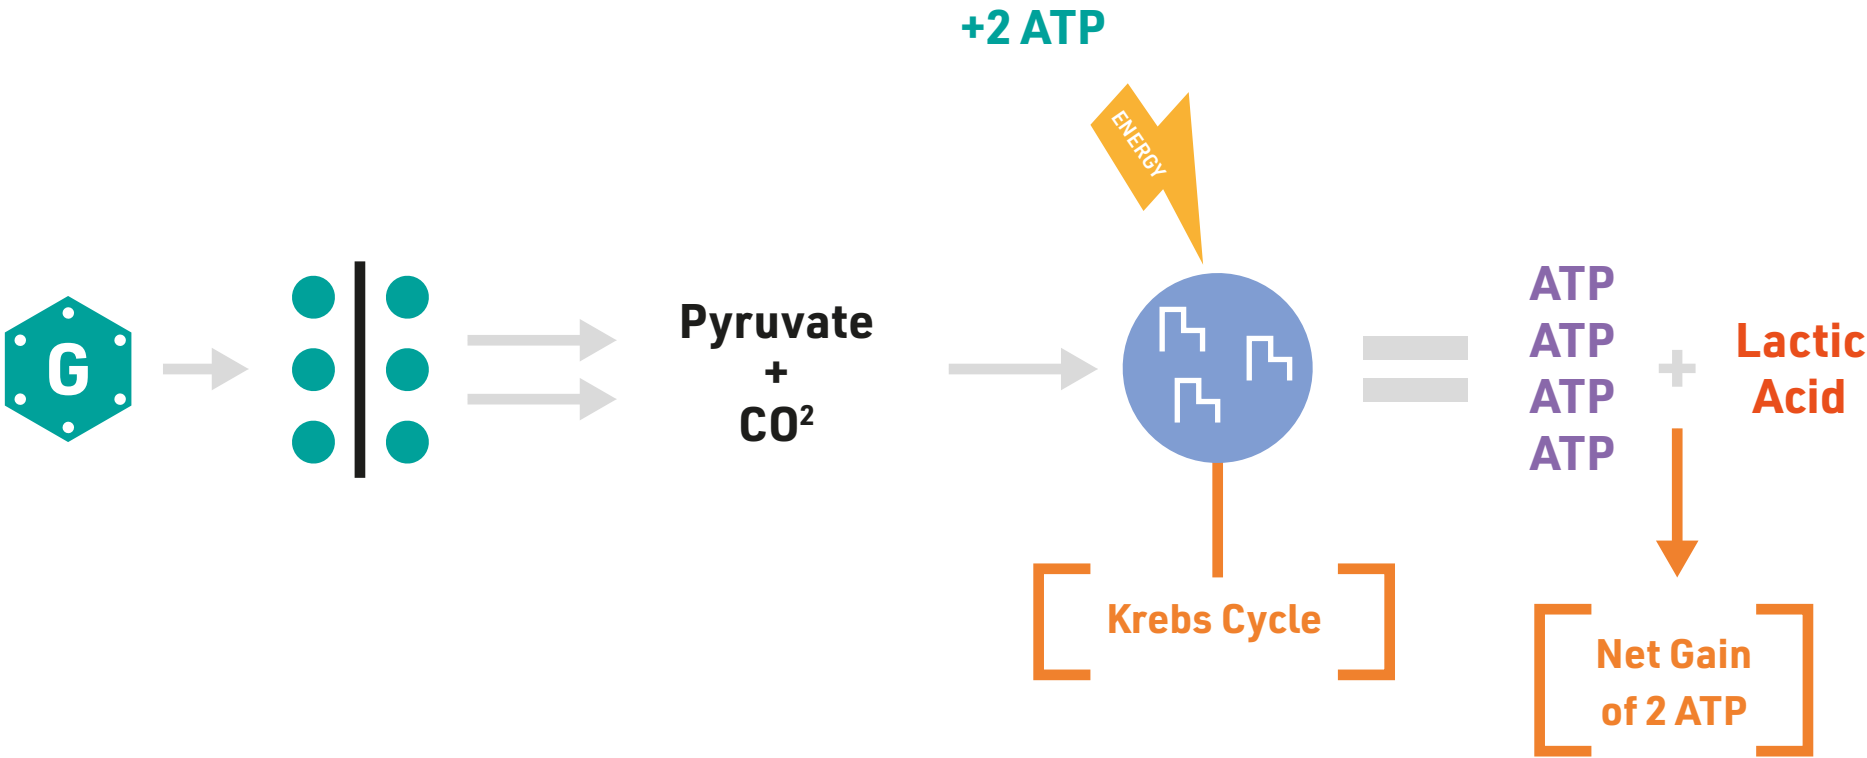 +2 ATP
ENERGY
G
Pyruvate
+
CO²
ATP
ATP
ATP
ATP
+
Lactic
Acid
Krebs Cycle
Net Gain
of 2 ATP